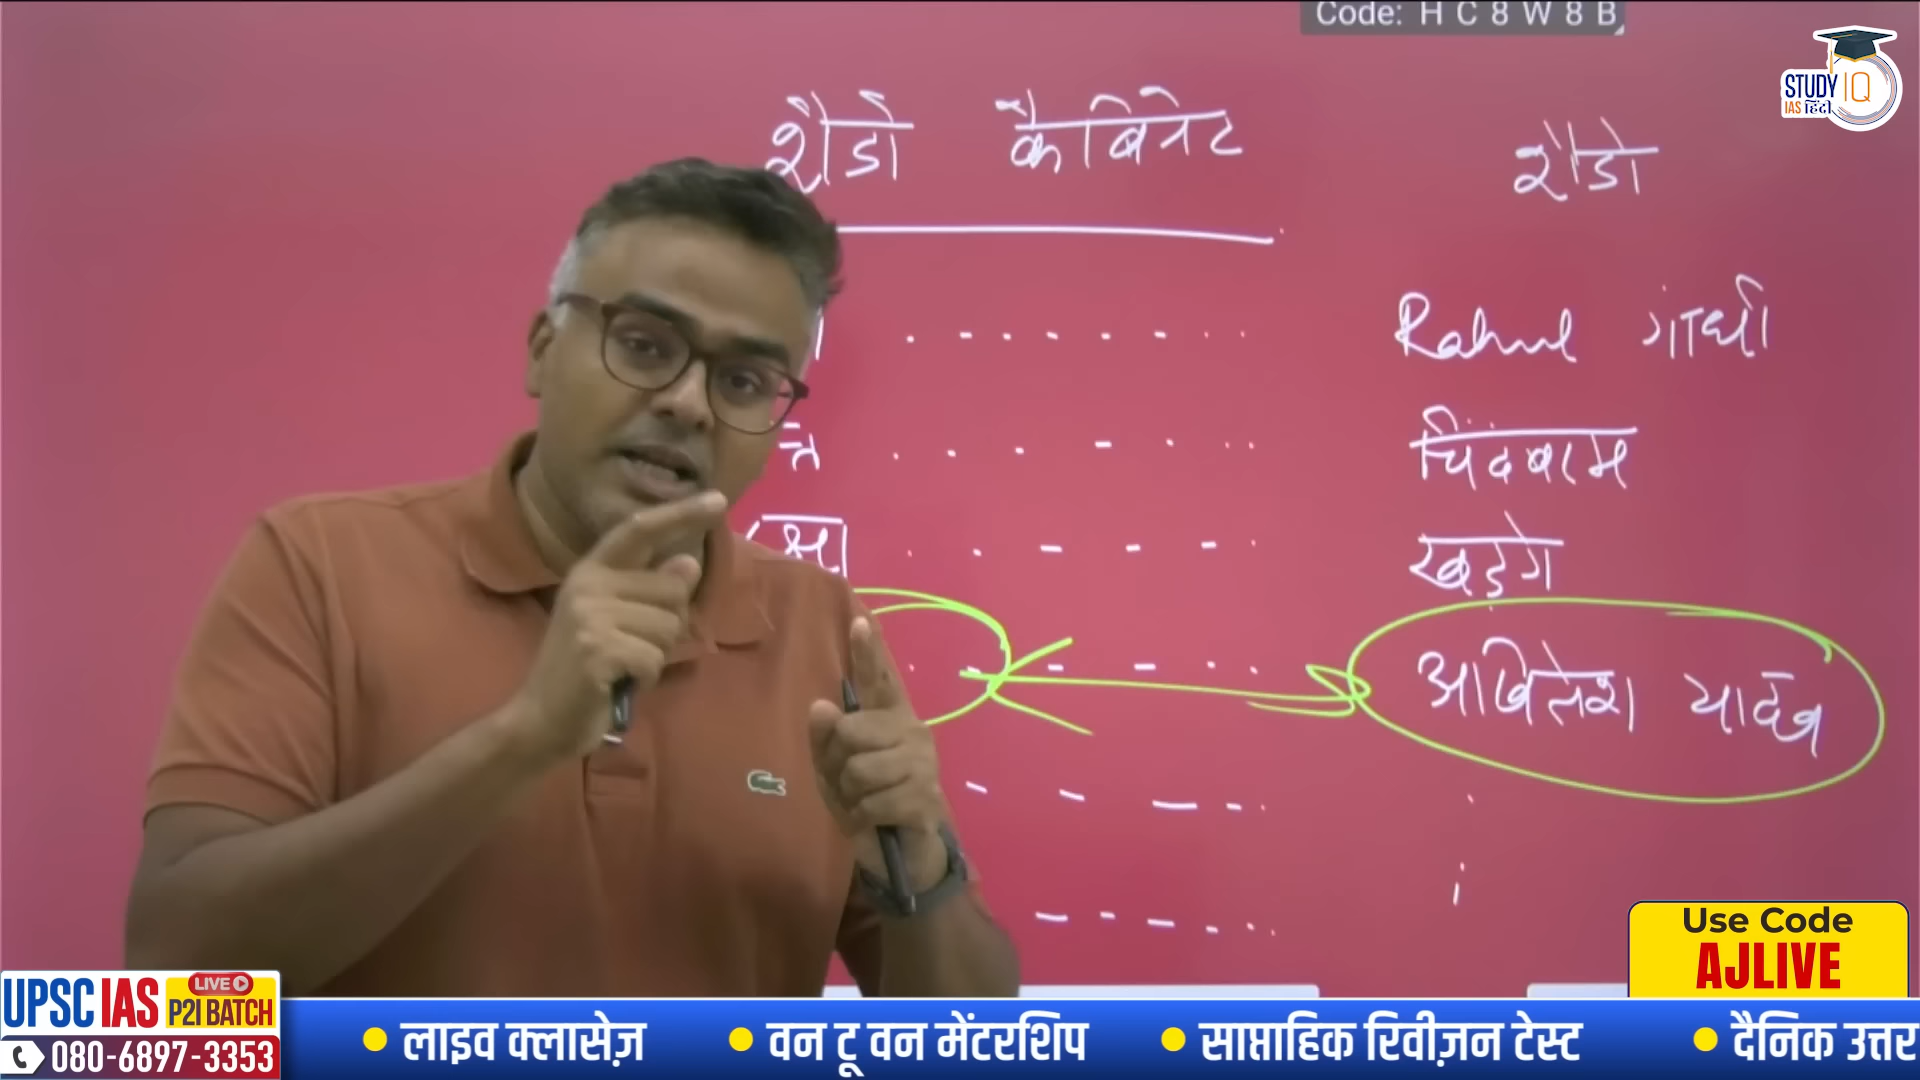 Code: H C 8 W 8 B
STUDY IQ
IAS हिंदी
शैडो कैबिनेट
शैडो
Rahul गांधी
चिदंबरम
रक्षा
खड़गे
अखिलेश यादव
Use Code
AJLIVE
UPSC IAS LIVE P2I BATCH
080-6897-3353
लाइव क्लासेज़
वन टू वन मेंटरशिप
साप्ताहिक रिवीज़न टेस्ट
दैनिक उत्तर